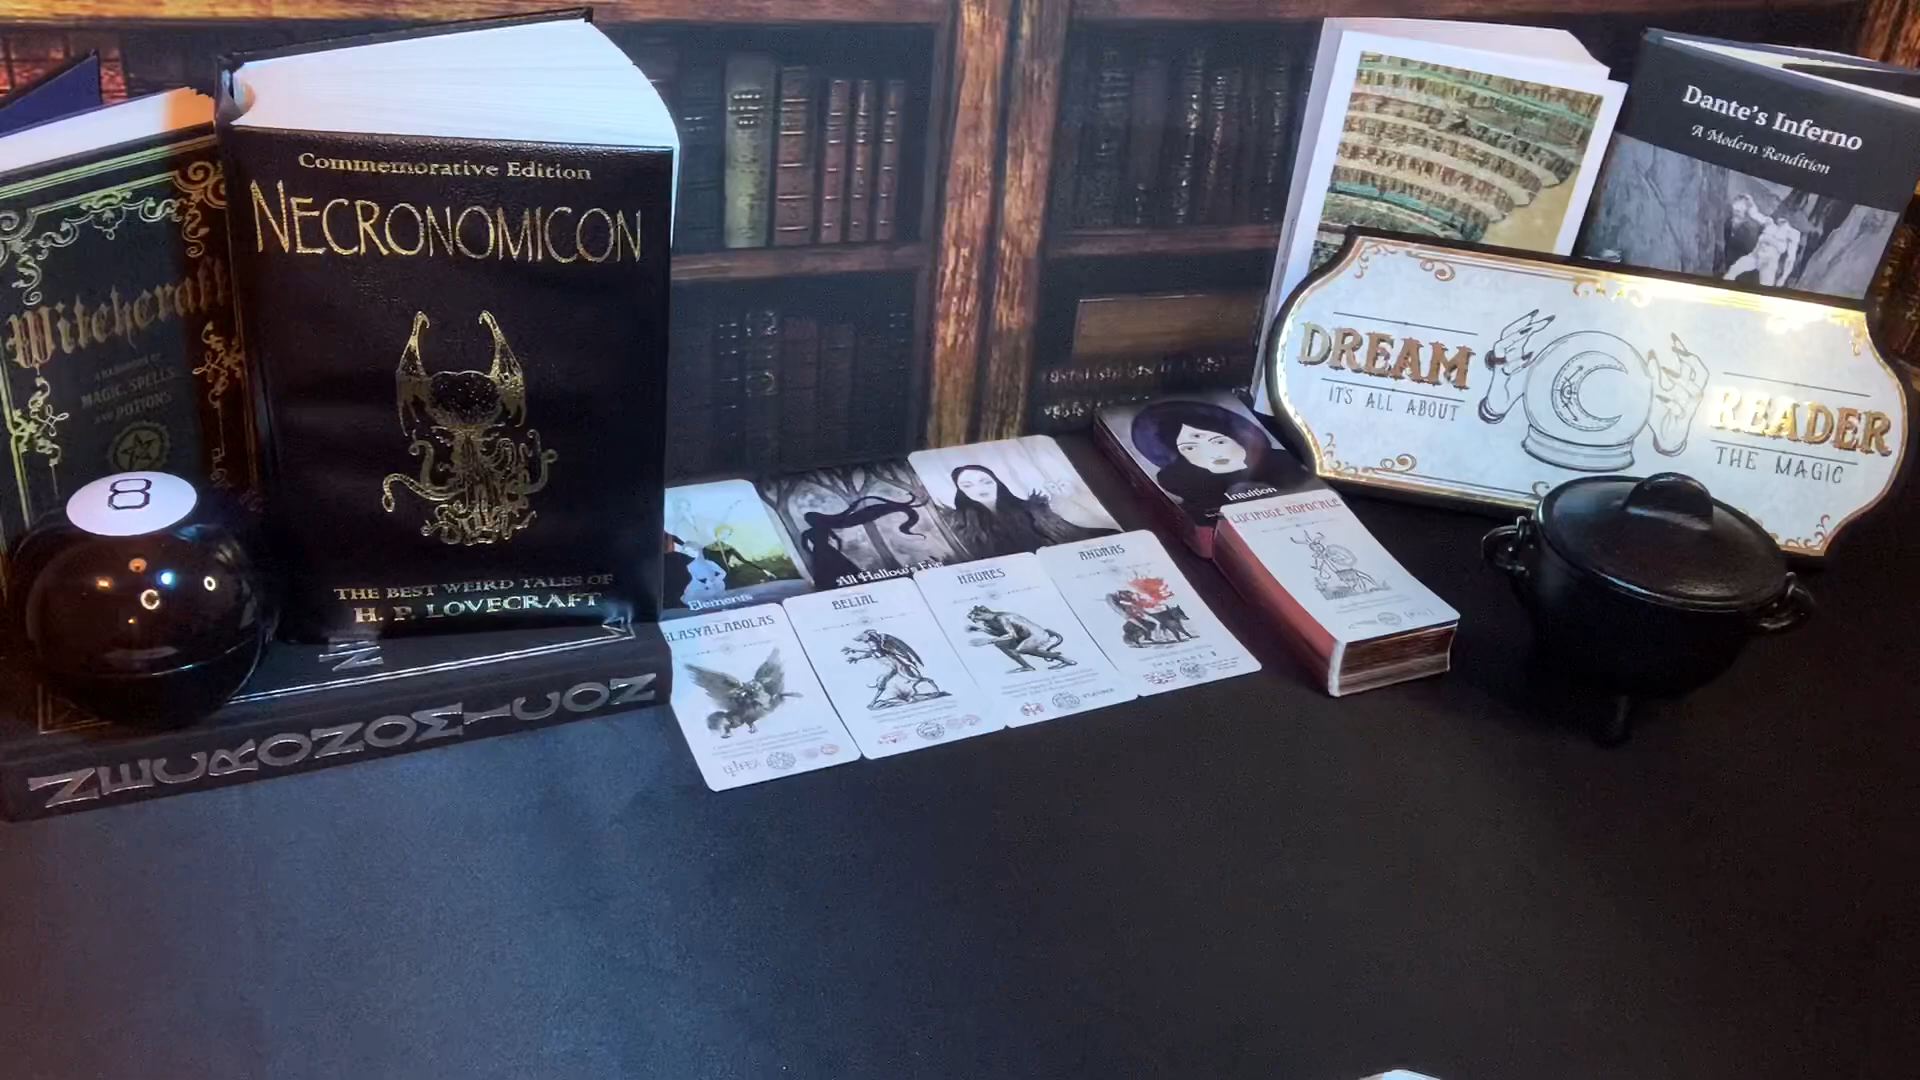 Witchcraft
A HANDBOOK OF
MAGIC, SPELLS
AND POTIONS
8
Commemorative Edition
NECRONOMICON
THE BEST WEIRD TALES OF
H. P. LOVECRAFT
NECRONOMICON
Elements
All Hallow's Eve
GLASYA-LABOLAS
BELIAL
HAURES
ANDRAS
Intuition
LUCIFUGE ROFOCALE
Dante's Inferno
A Modern Rendition
DREAM
IT'S ALL ABOUT
READER
THE MAGIC